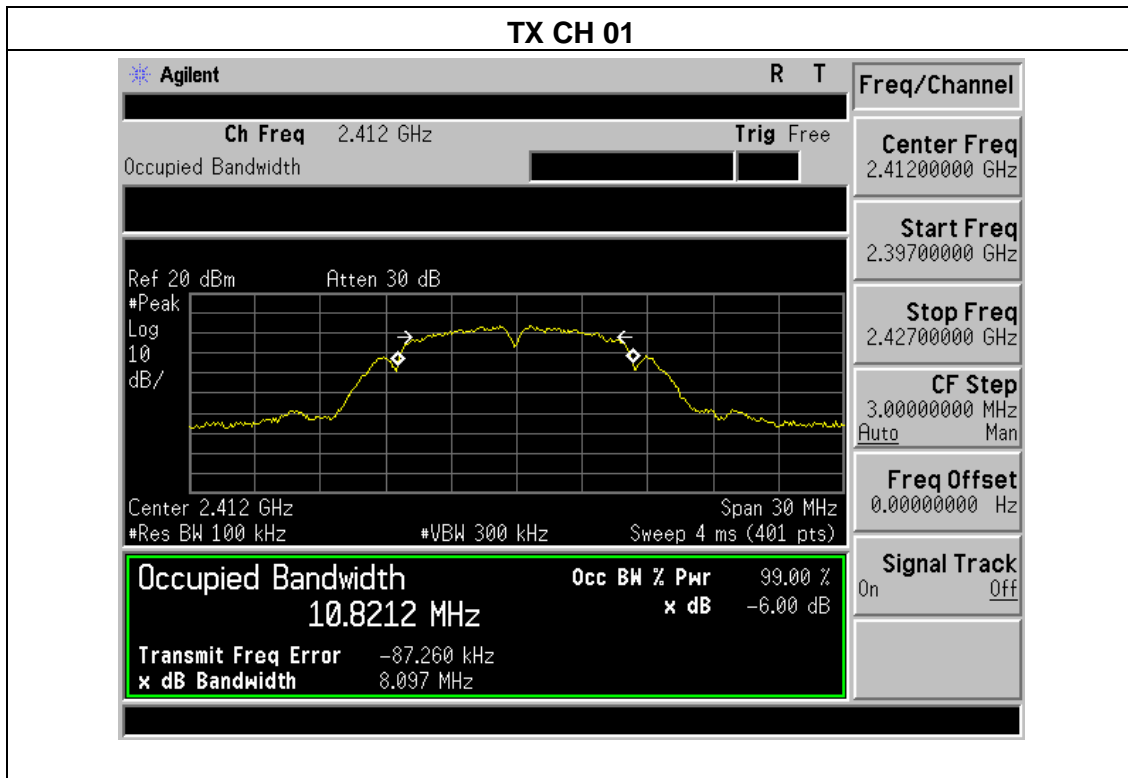 TX CH 01
Agilent R T
Ch Freq 2.412 GHz Trig Free
Occupied Bandwidth
Ref 20 dBm Atten 30 dB
#Peak
Log
10
dB/
Center 2.412 GHz Span 30 MHz
#Res BW 100 kHz #VBW 300 kHz Sweep 4 ms (401 pts)
Occupied Bandwidth
10.8212 MHz
Occ BW % Pwr 99.00 %
x dB -6.00 dB
Transmit Freq Error -87.260 kHz
x dB Bandwidth 8.097 MHz
Freq/Channel
Center Freq
2.41200000 GHz
Start Freq
2.39700000 GHz
Stop Freq
2.42700000 GHz
CF Step
3.00000000 MHz
Auto Man
Freq Offset
0.00000000 Hz
Signal Track
On Off